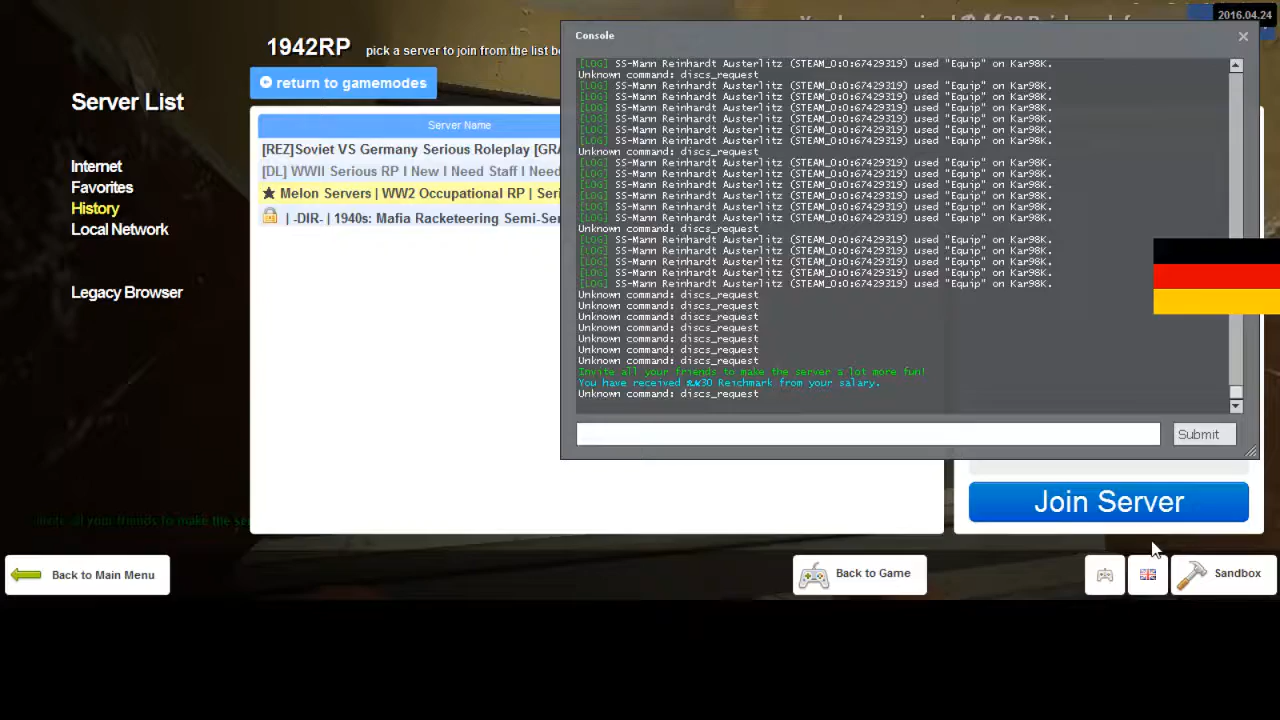 2016.04.24
1942RP pick a server to join from the list be
return to gamemodes
Server List
Internet
Favorites
History
Local Network
Legacy Browser
Server Name
[REZ]Soviet VS Germany Serious Roleplay [GRA
[DL] WWII Serious RP I New I Need Staff I Need
Melon Servers | WW2 Occupational RP | Seri
| -DIR- | 1940s: Mafia Racketeering Semi-Ser
Console
[LOG] SS-Mann Reinhardt Austerlitz (STEAM_0:0:67429319) used "Equip" on Kar98K.
Unknown command: discs_request
[LOG] SS-Mann Reinhardt Austerlitz (STEAM_0:0:67429319) used "Equip" on Kar98K.
[LOG] SS-Mann Reinhardt Austerlitz (STEAM_0:0:67429319) used "Equip" on Kar98K.
[LOG] SS-Mann Reinhardt Austerlitz (STEAM_0:0:67429319) used "Equip" on Kar98K.
[LOG] SS-Mann Reinhardt Austerlitz (STEAM_0:0:67429319) used "Equip" on Kar98K.
[LOG] SS-Mann Reinhardt Austerlitz (STEAM_0:0:67429319) used "Equip" on Kar98K.
[LOG] SS-Mann Reinhardt Austerlitz (STEAM_0:0:67429319) used "Equip" on Kar98K.
Unknown command: discs_request
[LOG] SS-Mann Reinhardt Austerlitz (STEAM_0:0:67429319) used "Equip" on Kar98K.
[LOG] SS-Mann Reinhardt Austerlitz (STEAM_0:0:67429319) used "Equip" on Kar98K.
[LOG] SS-Mann Reinhardt Austerlitz (STEAM_0:0:67429319) used "Equip" on Kar98K.
[LOG] SS-Mann Reinhardt Austerlitz (STEAM_0:0:67429319) used "Equip" on Kar98K.
[LOG] SS-Mann Reinhardt Austerlitz (STEAM_0:0:67429319) used "Equip" on Kar98K.
[LOG] SS-Mann Reinhardt Austerlitz (STEAM_0:0:67429319) used "Equip" on Kar98K.
Unknown command: discs_request
[LOG] SS-Mann Reinhardt Austerlitz (STEAM_0:0:67429319) used "Equip" on Kar98K.
[LOG] SS-Mann Reinhardt Austerlitz (STEAM_0:0:67429319) used "Equip" on Kar98K.
[LOG] SS-Mann Reinhardt Austerlitz (STEAM_0:0:67429319) used "Equip" on Kar98K.
[LOG] SS-Mann Reinhardt Austerlitz (STEAM_0:0:67429319) used "Equip" on Kar98K.
[LOG] SS-Mann Reinhardt Austerlitz (STEAM_0:0:67429319) used "Equip" on Kar98K.
Unknown command: discs_request
Unknown command: discs_request
Unknown command: discs_request
Unknown command: discs_request
Unknown command: discs_request
Unknown command: discs_request
Unknown command: discs_request
Invite all your friends to make the server a lot more fun!
You have received ℛℳ30 Reichmark from your salary.
Unknown command: discs_request
Submit
Join Server
Invite all your friends to make the se
Back to Main Menu
Back to Game
Sandbox